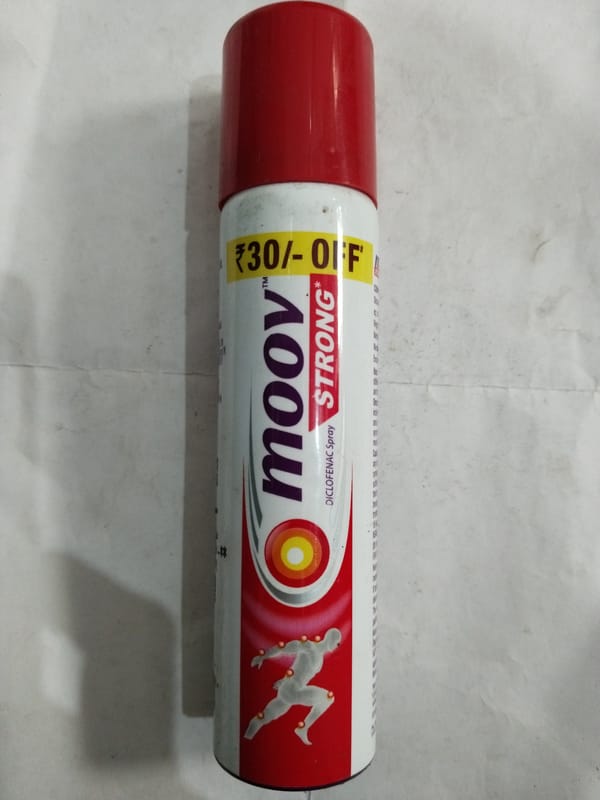 ₹30/- OFF#
moov™
STRONG*
DICLOFENAC Spray